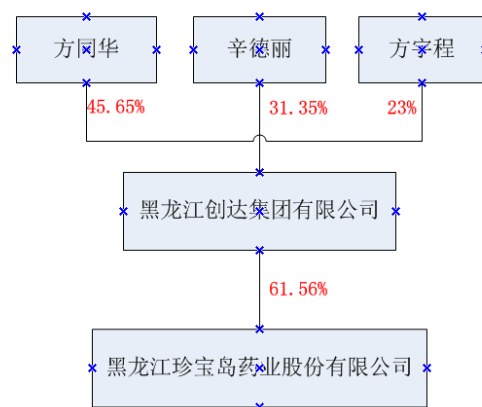 方同华
辛德丽
方字程
45.65%
31.35%
23%
黑龙江创达集团有限公司
61.56%
黑龙江珍宝岛药业股份有限公司